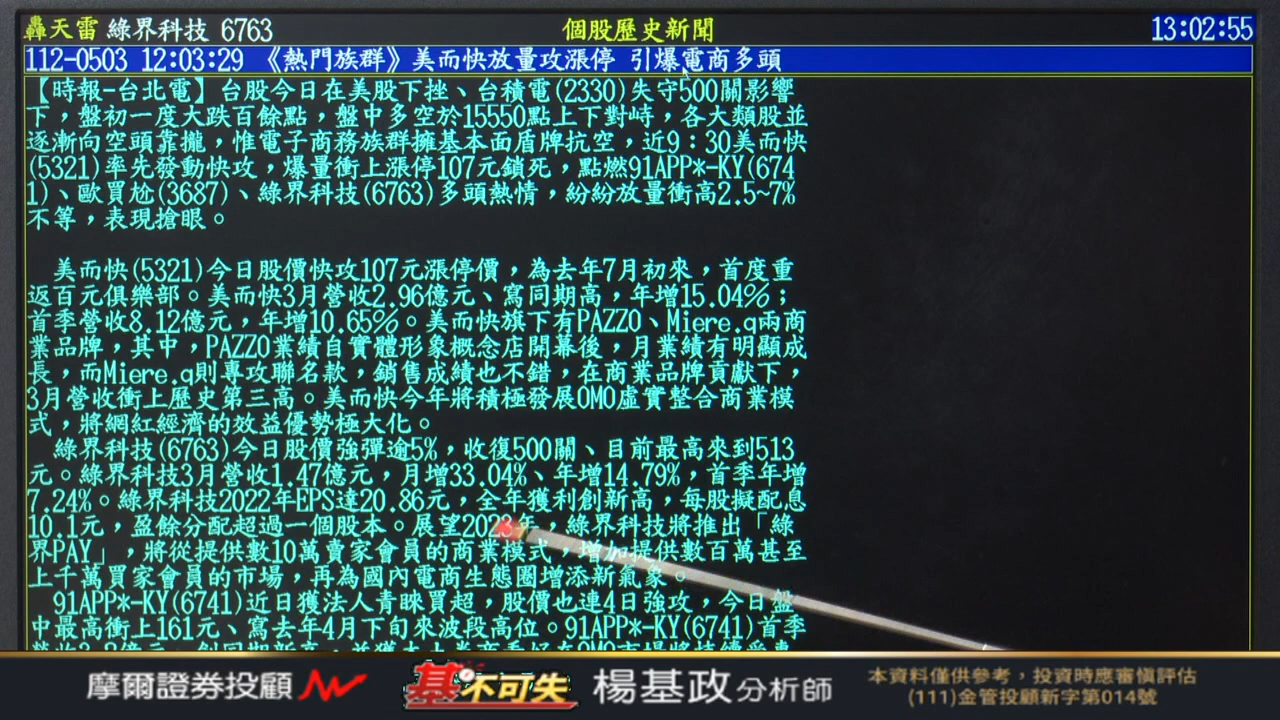 轟天雷 綠界科技 6763 個股歷史新聞 13:02:55
112-0503 12:03:29 《熱門族群》美而快放量攻漲停 引爆電商多頭
【時報-台北電】台股今日在美股下挫、台積電(2330)失守500關影響
下，盤初一度大跌百餘點，盤中多空於15550點上下對峙，各大類股並
逐漸向空頭靠攏，惟電子商務族群擁基本面盾牌抗空，近9：30美而快
(5321)率先發動快攻，爆量衝上漲停107元鎖死，點燃91APP*-KY(674
1)、歐買尬(3687)、綠界科技(6763)多頭熱情，紛紛放量衝高2.5~7%
不等，表現搶眼。
美而快(5321)今日股價快攻107元漲停價，為去年7月初來，首度重
返百元俱樂部。美而快3月營收2.96億元、寫同期高，年增15.04%；
首季營收8.12億元，年增10.65%。美而快旗下有PAZZO、Miere.q兩商
業品牌，其中，PAZZO業績自實體形象概念店開幕後，月業績有明顯成
長，而Miere.q則專攻聯名款，銷售成績也不錯，在商業品牌貢獻下，
3月營收衝上歷史第三高。美而快今年將積極發展OMO虛實整合商業模
式，將網紅經濟的效益優勢極大化。
綠界科技(6763)今日股價強彈逾5%，收復500關、目前最高來到513
元。綠界科技3月營收1.47億元，月增33.04%、年增14.79%，首季年增
7.24%。綠界科技2022年EPS達20.86元，全年獲利創新高，每股擬配息
10.1元，盈餘分配超過一個股本。展望2023年，綠界科技將推出「綠
界PAY」，將從提供數10萬賣家會員的商業模式，增加提供數百萬甚至
上千萬買家會員的市場，再為國內電商生態圈增添新氣象。
91APP*-KY(6741)近日獲法人青睞買超，股價也連4日強攻，今日盤
中最高衝上161元、寫去年4月下旬來波段高位。91APP*-KY(6741)首季
摩爾證券投顧 基不可失 楊基政分析師 本資料僅供參考，投資時應審慎評估
(111)金管投顧新字第014號